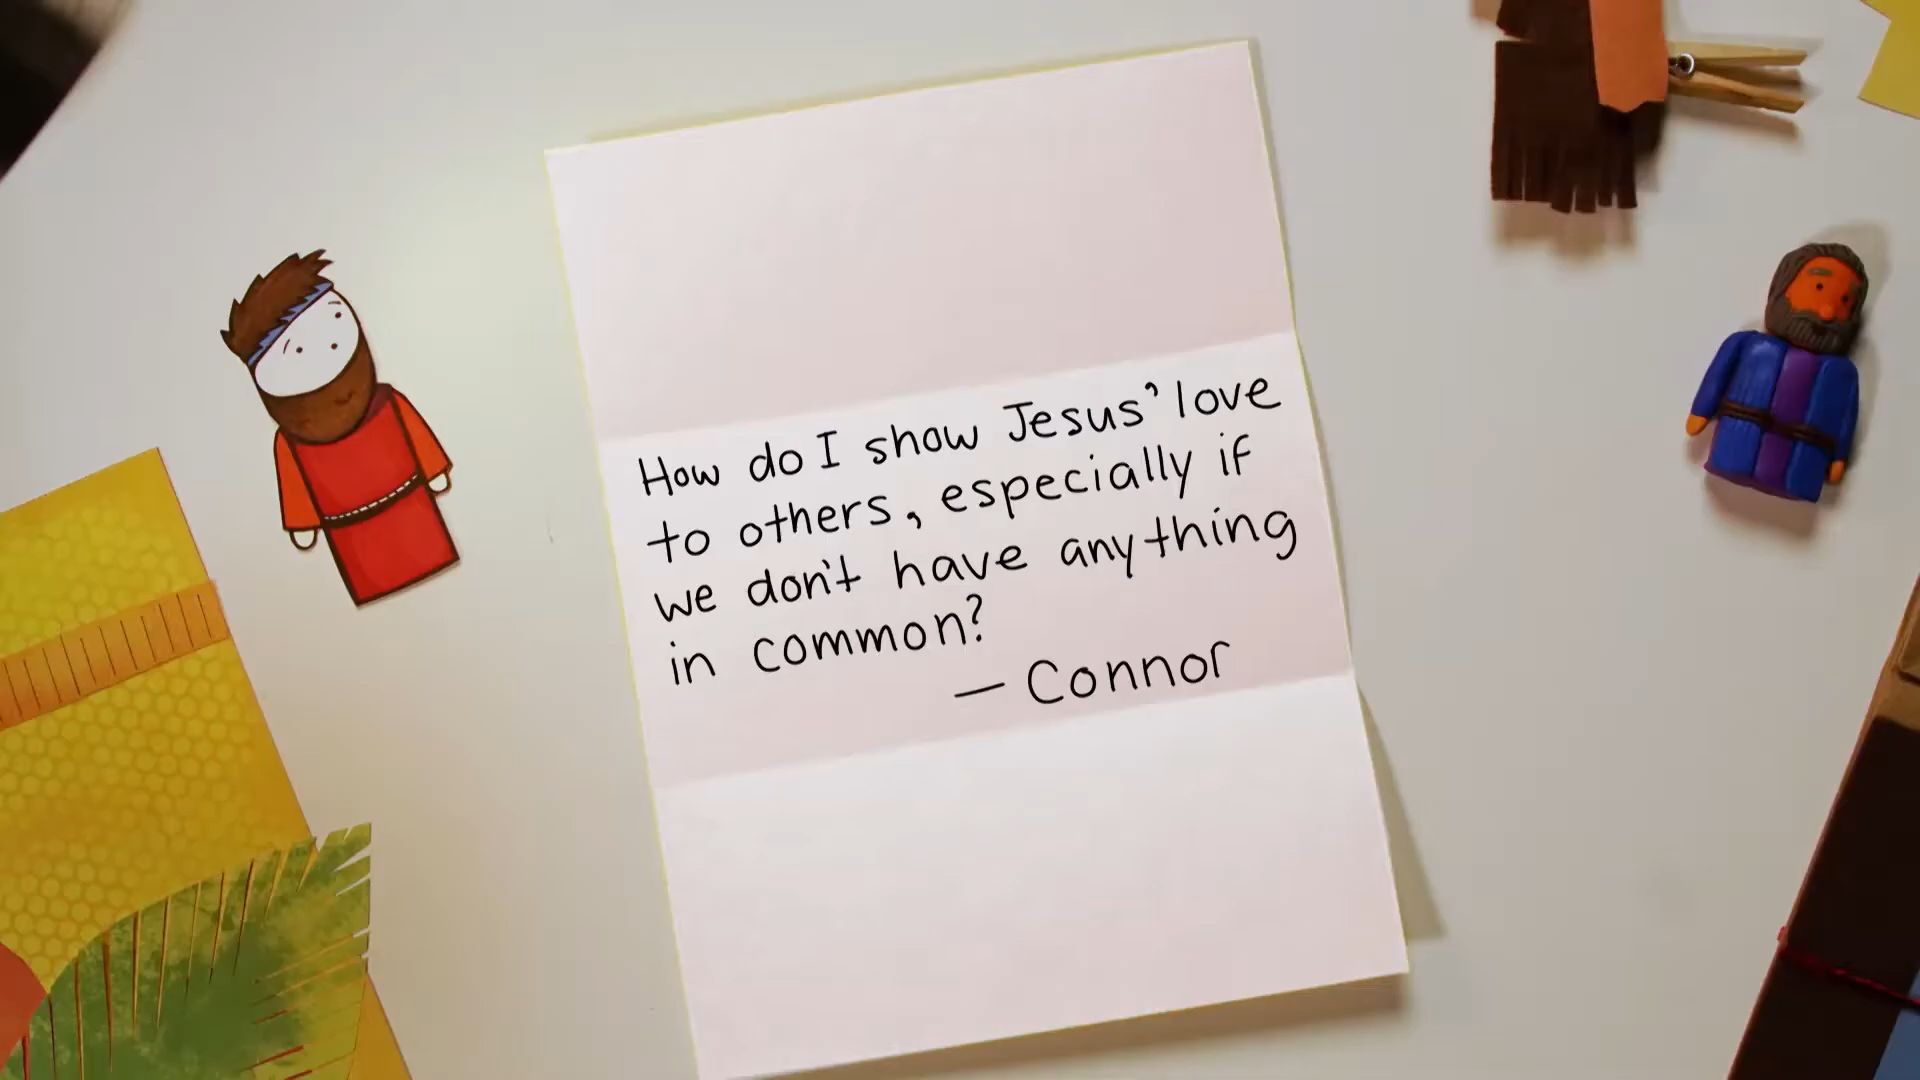 How do I show Jesus' love
to others, especially if
we don't have anything
in common?
— Connor